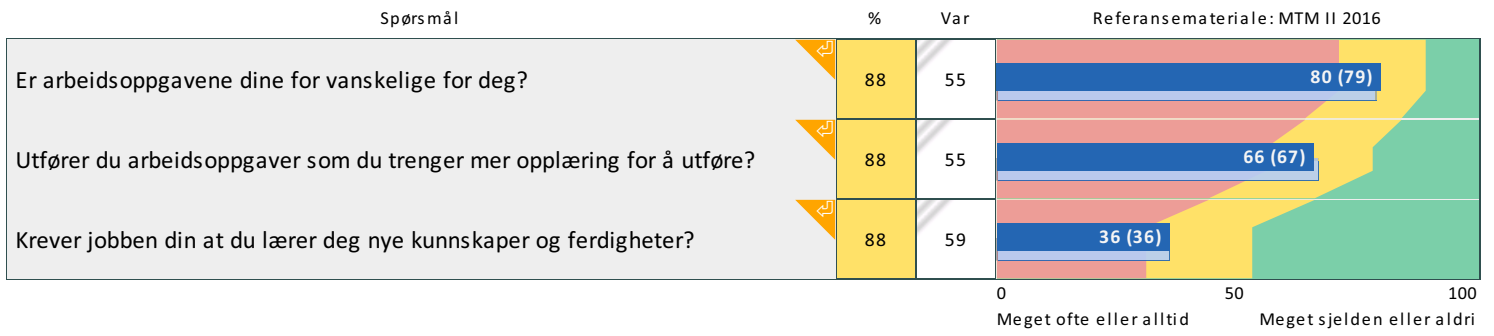 Spørsmål % Var Referansemateriale: MTM II 2016
Er arbeidsoppgavene dine for vanskelige for deg? 88 55 80 (79)
Utfører du arbeidsoppgaver som du trenger mer opplæring for å utføre? 88 55 66 (67)
Krever jobben din at du lærer deg nye kunnskaper og ferdigheter? 88 59 36 (36)
0 50 100
Meget ofte eller alltid Meget sjelden eller aldri